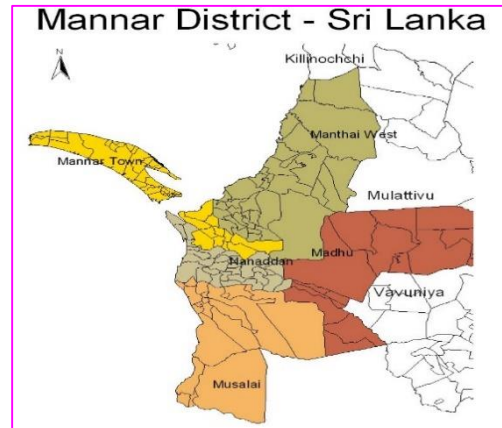 Mannar District - Sri Lanka
N
Killinochchi
Manthai West
Mannar Town
Mulattivu
Madhu
Nanaddan
Vavuniya
Musalai